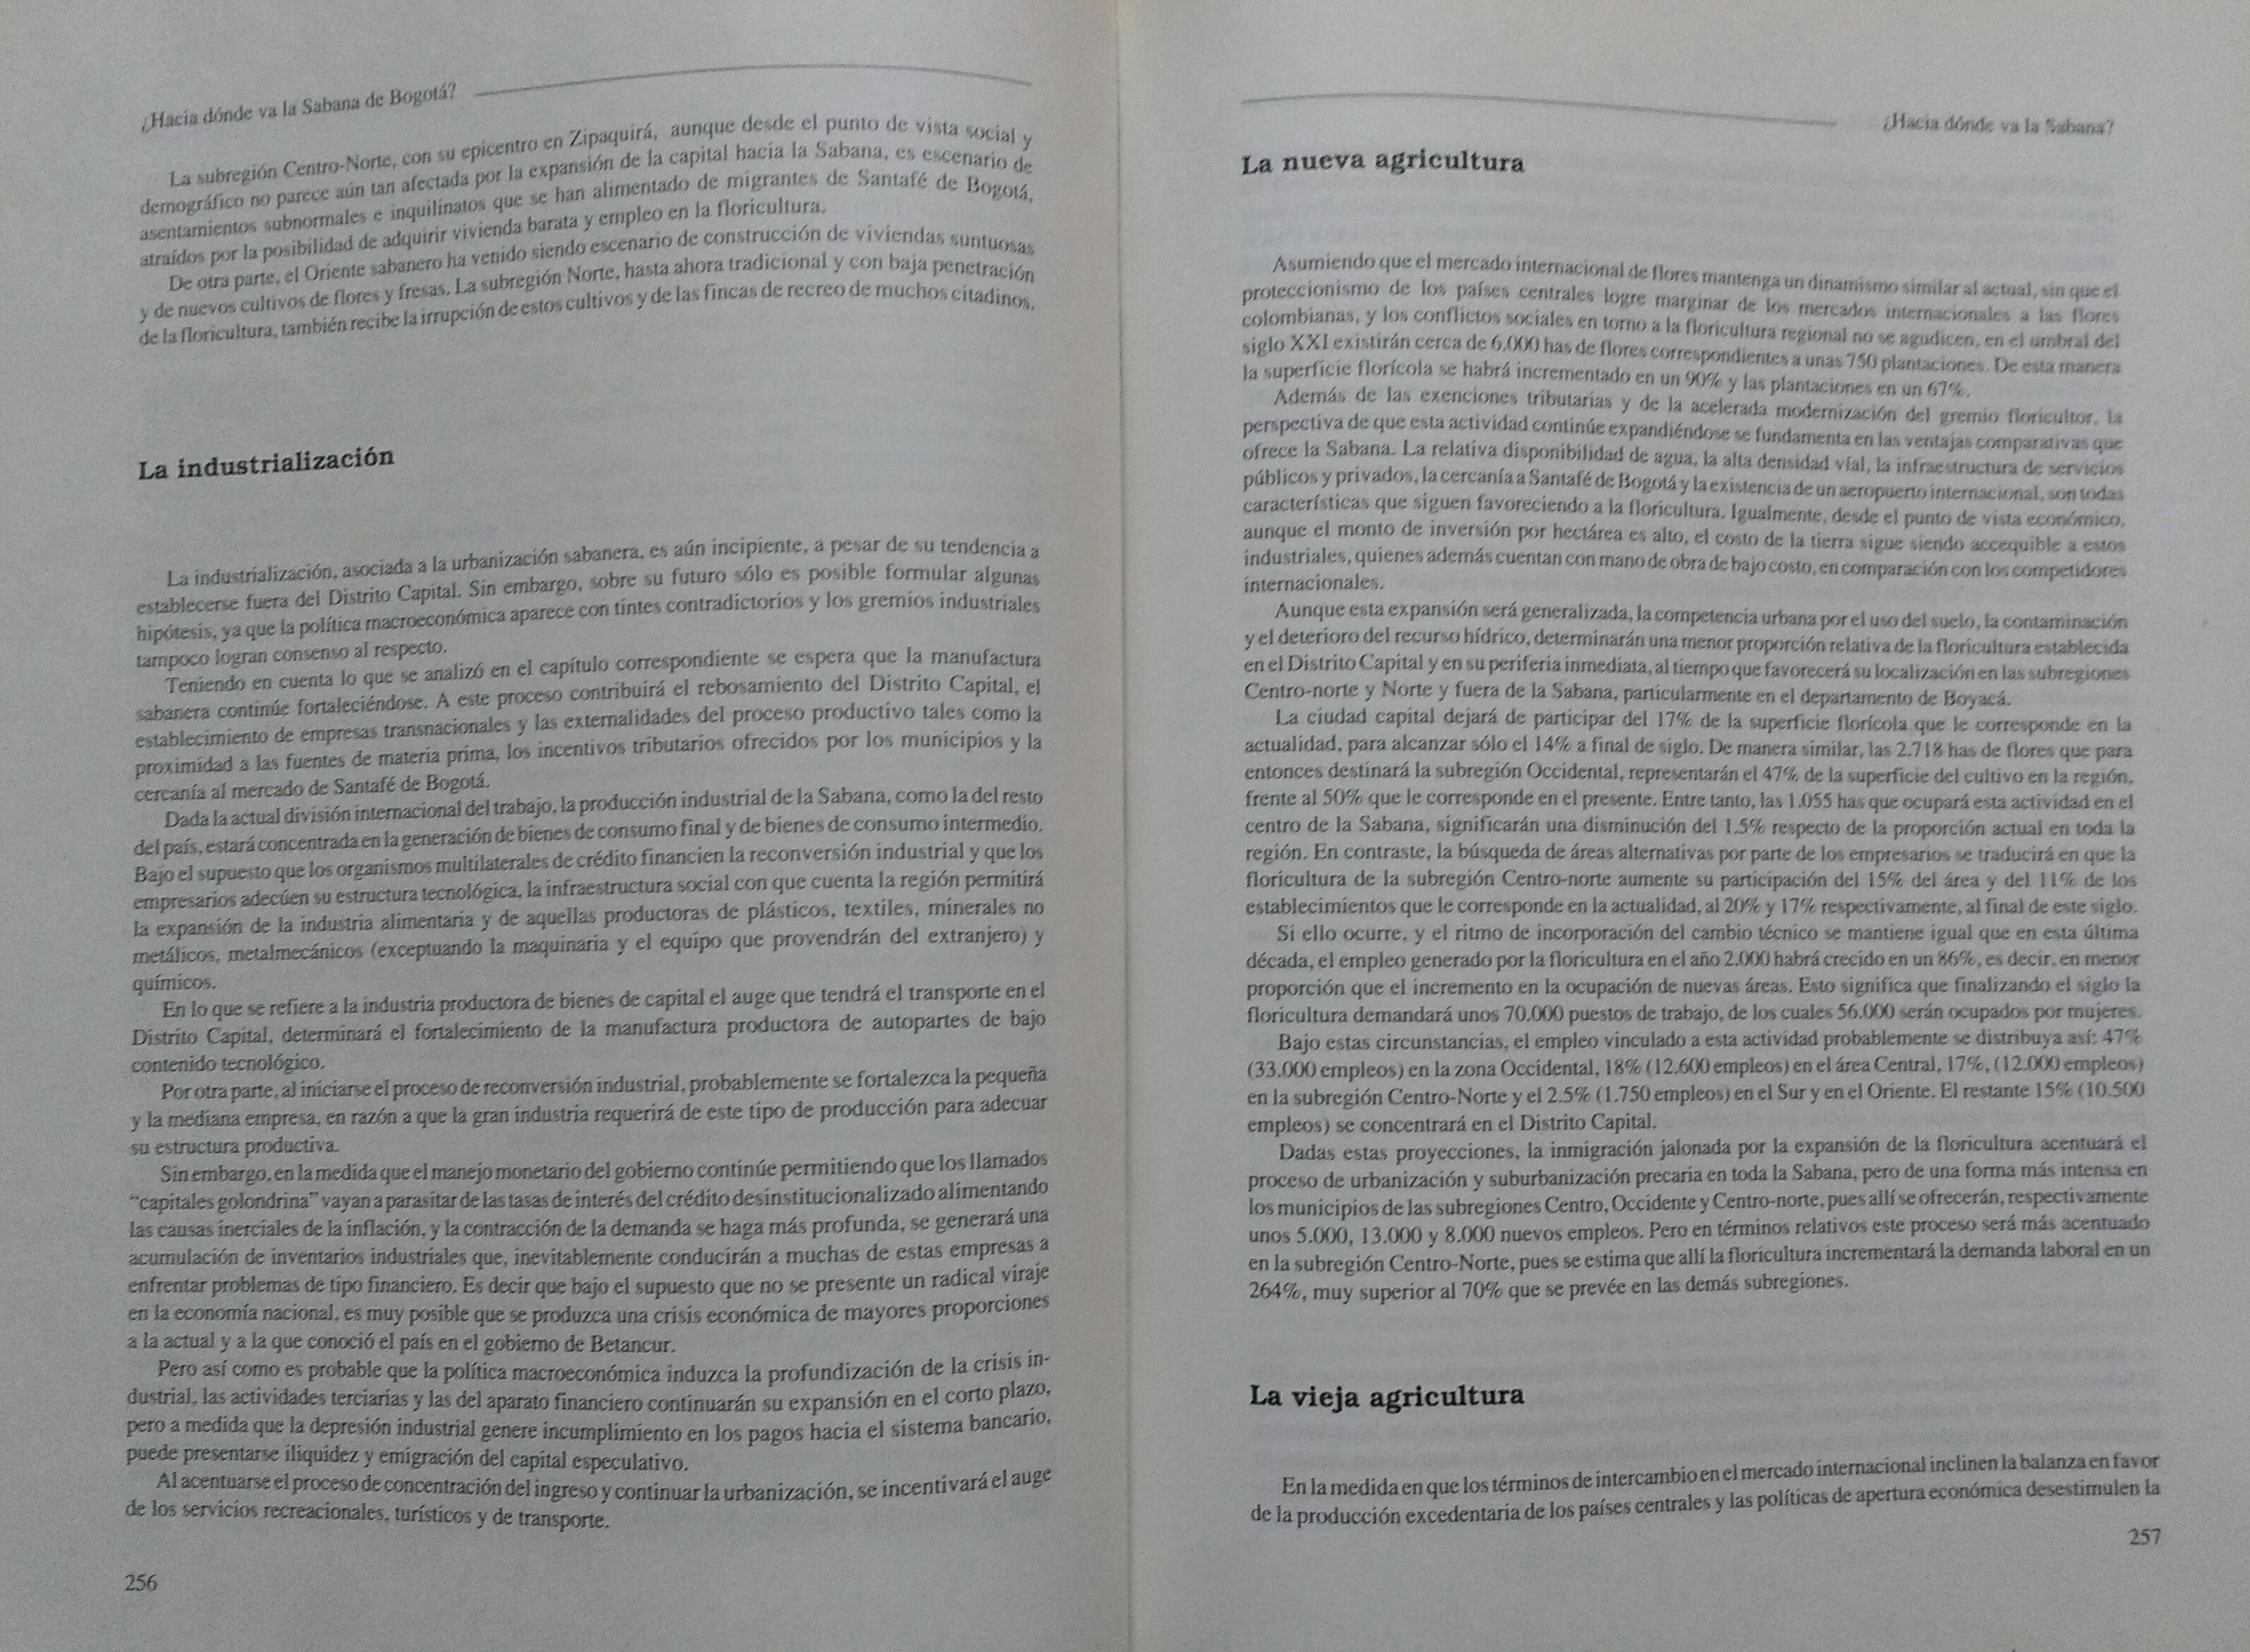 ¿Hacia dónde va la Sabana de Bogotá?
La subregión Centro-Norte, con su epicentro en Zipaquirá, aunque desde el punto de vista social y
demográfico no parece aún tan afectada por la expansión de la capital hacia la Sabana, es escenario de
asentamientos subnormales e inquilinatos que se han alimentado de migrantes de Santafé de Bogotá,
atraídos por la posibilidad de adquirir vivienda barata y empleo en la floricultura.
De otra parte, el Oriente sabanero ha venido siendo escenario de construcción de viviendas suntuosas
y de nuevos cultivos de flores y fresas. La subregión Norte, hasta ahora tradicional y con baja penetración
de la floricultura, también recibe la irrupción de estos cultivos y de las fincas de recreo de muchos citadinos.
La industrialización
La industrialización, asociada a la urbanización sabanera, es aún incipiente, a pesar de su tendencia a
establecerse fuera del Distrito Capital. Sin embargo, sobre su futuro sólo es posible formular algunas
hipótesis, ya que la política macroeconómica aparece con tintes contradictorios y los gremios industriales
tampoco logran consenso al respecto.
Teniendo en cuenta lo que se analizó en el capítulo correspondiente se espera que la manufactura
sabanera continúe fortaleciéndose. A este proceso contribuirá el rebosamiento del Distrito Capital, el
establecimiento de empresas transnacionales y las externalidades del proceso productivo tales como la
proximidad a las fuentes de materia prima, los incentivos tributarios ofrecidos por los municipios y la
cercanía al mercado de Santafé de Bogotá.
Dada la actual división internacional del trabajo, la producción industrial de la Sabana, como la del resto
del país, estará concentrada en la generación de bienes de consumo final y de bienes de consumo intermedio.
Bajo el supuesto que los organismos multilaterales de crédito financien la reconversión industrial y que los
empresarios adecúen su estructura tecnológica, la infraestructura social con que cuenta la región permitirá
la expansión de la industria alimentaria y de aquellas productoras de plásticos, textiles, minerales no
metálicos, metalmecánicos (exceptuando la maquinaria y el equipo que provendrán del extranjero) y
químicos.
En lo que se refiere a la industria productora de bienes de capital el auge que tendrá el transporte en el
Distrito Capital, determinará el fortalecimiento de la manufactura productora de autopartes de bajo
contenido tecnológico.
Por otra parte, al iniciarse el proceso de reconversión industrial, probablemente se fortalezca la pequeña
y la mediana empresa, en razón a que la gran industria requerirá de este tipo de producción para adecuar
su estructura productiva.
Sin embargo, en la medida que el manejo monetario del gobierno continúe permitiendo que los llamados
“capitales golondrina” vayan a parasitar de las tasas de interés del crédito desinstitucionalizado alimentando
las causas inerciales de la inflación, y la contracción de la demanda se haga más profunda, se generará una
acumulación de inventarios industriales que, inevitablemente conducirán a muchas de estas empresas a
enfrentar problemas de tipo financiero. Es decir que bajo el supuesto que no se presente un radical viraje
en la economía nacional, es muy posible que se produzca una crisis económica de mayores proporciones
a la actual y a la que conoció el país en el gobierno de Betancur.
Pero así como es probable que la política macroeconómica induzca la profundización de la crisis in-
dustrial, las actividades terciarias y las del aparato financiero continuarán su expansión en el corto plazo,
pero a medida que la depresión industrial genere incumplimiento en los pagos hacia el sistema bancario,
puede presentarse iliquidez y emigración del capital especulativo.
Al acentuarse el proceso de concentración del ingreso y continuar la urbanización, se incentivará el auge
de los servicios recreacionales, turísticos y de transporte.
256
¿Hacia dónde va la Sabana?
La nueva agricultura
Asumiendo que el mercado internacional de flores mantenga un dinamismo similar al actual, sin que el
proteccionismo de los países centrales logre marginar de los mercados internacionales a las flores
colombianas, y los conflictos sociales en torno a la floricultura regional no se agudicen, en el umbral del
siglo XXI existirán cerca de 6.000 has de flores correspondientes a unas 750 plantaciones. De esta manera
la superficie florícola se habrá incrementado en un 90% y las plantaciones en un 67%.
Además de las exenciones tributarias y de la acelerada modernización del gremio floricultor, la
perspectiva de que esta actividad continúe expandiéndose se fundamenta en las ventajas comparativas que
ofrece la Sabana. La relativa disponibilidad de agua, la alta densidad víal, la infraestructura de servicios
públicos y privados, la cercanía a Santafé de Bogotá y la existencia de un aeropuerto internacional, son todas
características que siguen favoreciendo a la floricultura. Igualmente, desde el punto de vista económico,
aunque el monto de inversión por hectárea es alto, el costo de la tierra sigue siendo accequible a estos
industriales, quienes además cuentan con mano de obra de bajo costo, en comparación con los competidores
internacionales.
Aunque esta expansión será generalizada, la competencia urbana por el uso del suelo, la contaminación
y el deterioro del recurso hídrico, determinarán una menor proporción relativa de la floricultura establecida
en el Distrito Capital y en su periferia inmediata, al tiempo que favorecerá su localización en las subregiones
Centro-norte y Norte y fuera de la Sabana, particularmente en el departamento de Boyacá.
La ciudad capital dejará de participar del 17% de la superficie florícola que le corresponde en la
actualidad, para alcanzar sólo el 14% a final de siglo. De manera similar, las 2.718 has de flores que para
entonces destinará la subregión Occidental, representarán el 47% de la superficie del cultivo en la región,
frente al 50% que le corresponde en el presente. Entre tanto, las 1.055 has que ocupará esta actividad en el
centro de la Sabana, significarán una disminución del 1.5% respecto de la proporción actual en toda la
región. En contraste, la búsqueda de áreas alternativas por parte de los empresarios se traducirá en que la
floricultura de la subregión Centro-norte aumente su participación del 15% del área y del 11% de los
establecimientos que le corresponde en la actualidad, al 20% y 17% respectivamente, al final de este siglo.
Si ello ocurre, y el ritmo de incorporación del cambio técnico se mantiene igual que en esta última
década, el empleo generado por la floricultura en el año 2.000 habrá crecido en un 86%, es decir, en menor
proporción que el incremento en la ocupación de nuevas áreas. Esto significa que finalizando el siglo la
floricultura demandará unos 70.000 puestos de trabajo, de los cuales 56.000 serán ocupados por mujeres.
Bajo estas circunstancias, el empleo vinculado a esta actividad probablemente se distribuya así: 47%
(33.000 empleos) en la zona Occidental, 18% (12.600 empleos) en el área Central, 17%, (12.000 empleos)
en la subregión Centro-Norte y el 2.5% (1.750 empleos) en el Sur y en el Oriente. El restante 15% (10.500
empleos) se concentrará en el Distrito Capital.
Dadas estas proyecciones, la inmigración jalonada por la expansión de la floricultura acentuará el
proceso de urbanización y suburbanización precaria en toda la Sabana, pero de una forma más intensa en
los municipios de las subregiones Centro, Occidente y Centro-norte, pues allí se ofrecerán, respectivamente
unos 5.000, 13.000 y 8.000 nuevos empleos. Pero en términos relativos este proceso será más acentuado
en la subregión Centro-Norte, pues se estima que allí la floricultura incrementará la demanda laboral en un
264%, muy superior al 70% que se prevée en las demás subregiones.
La vieja agricultura
En la medida en que los términos de intercambio en el mercado internacional inclinen la balanza en favor
de la producción excedentaria de los países centrales y las políticas de apertura económica desestimulen la
257